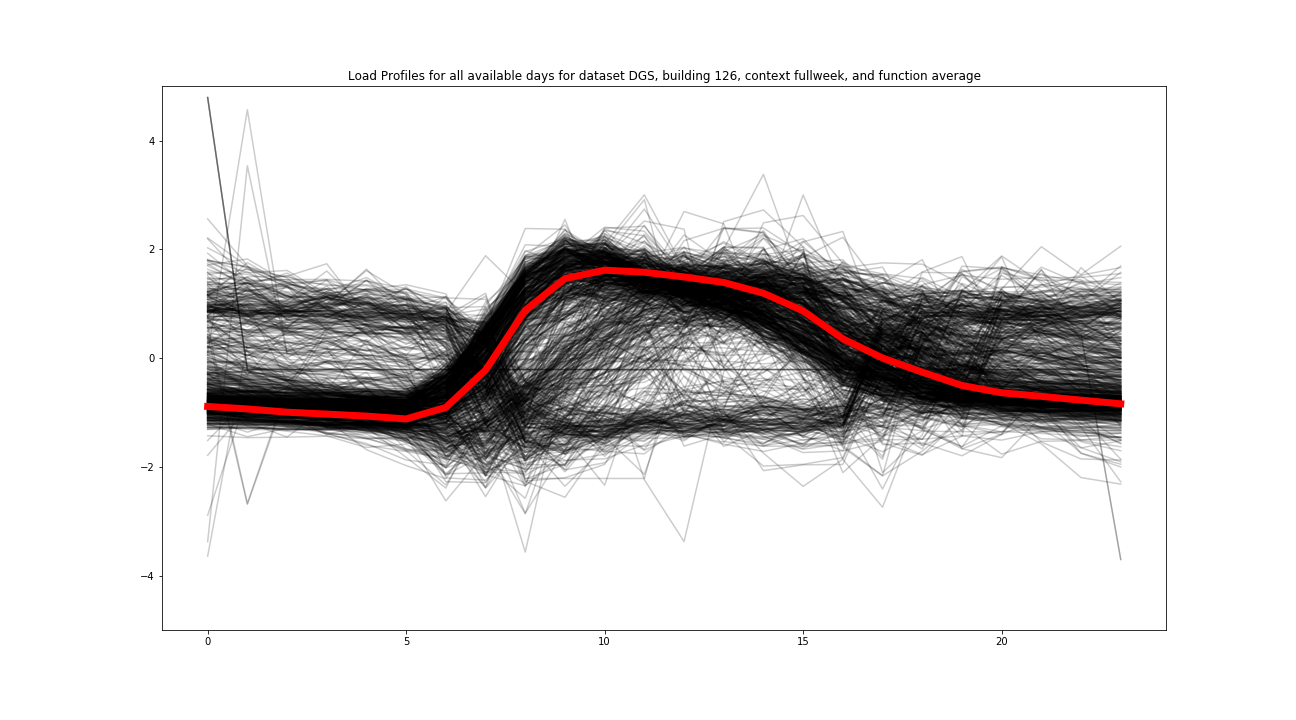 Load Profiles for all available days for dataset DGS, building 126, context fullweek, and function average
4
2
0
−2
−4
0 5 10 15 20